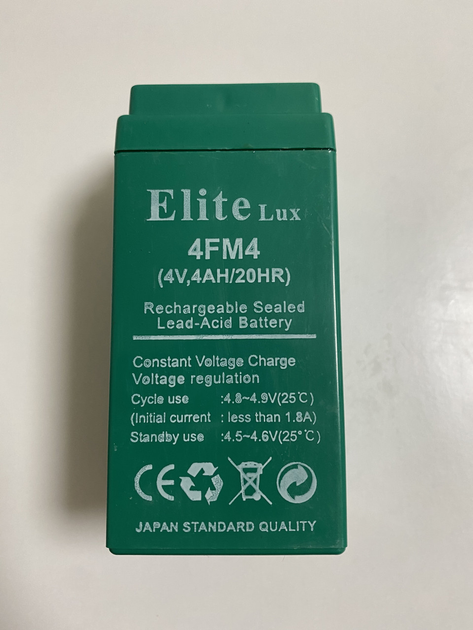 Elite Lux
4FM4
(4V,4AH/20HR)
Rechargeable Sealed
Lead-Acid Battery
Constant Voltage Charge
Voltage regulation
Cycle use :4.8~4.9V(25℃)
(Initial current : less than 1.8A)
Standby use :4.5~4.6V(25°℃)
CE
JAPAN STANDARD QUALITY